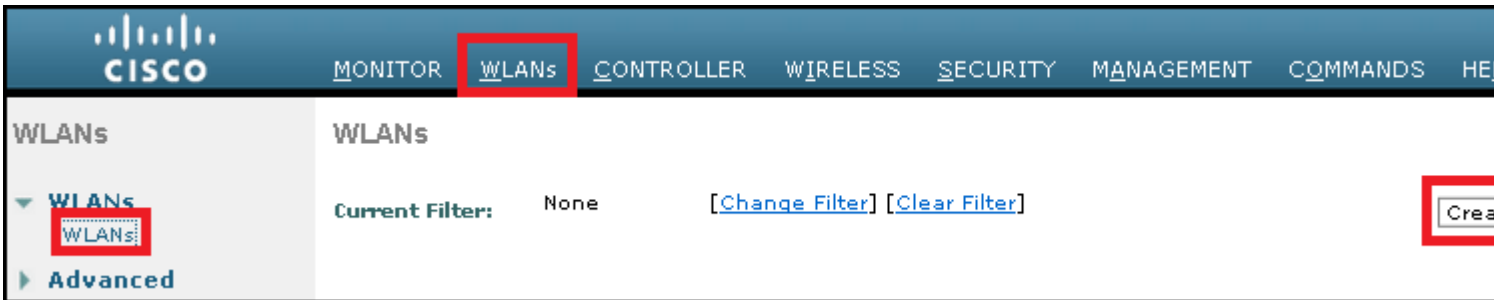 CISCO
MONITOR WLANs CONTROLLER WIRELESS SECURITY MANAGEMENT COMMANDS
WLANs
WLANs
WLANs
WLANs
Advanced
Current Filter: None [Change Filter] [Clear Filter]